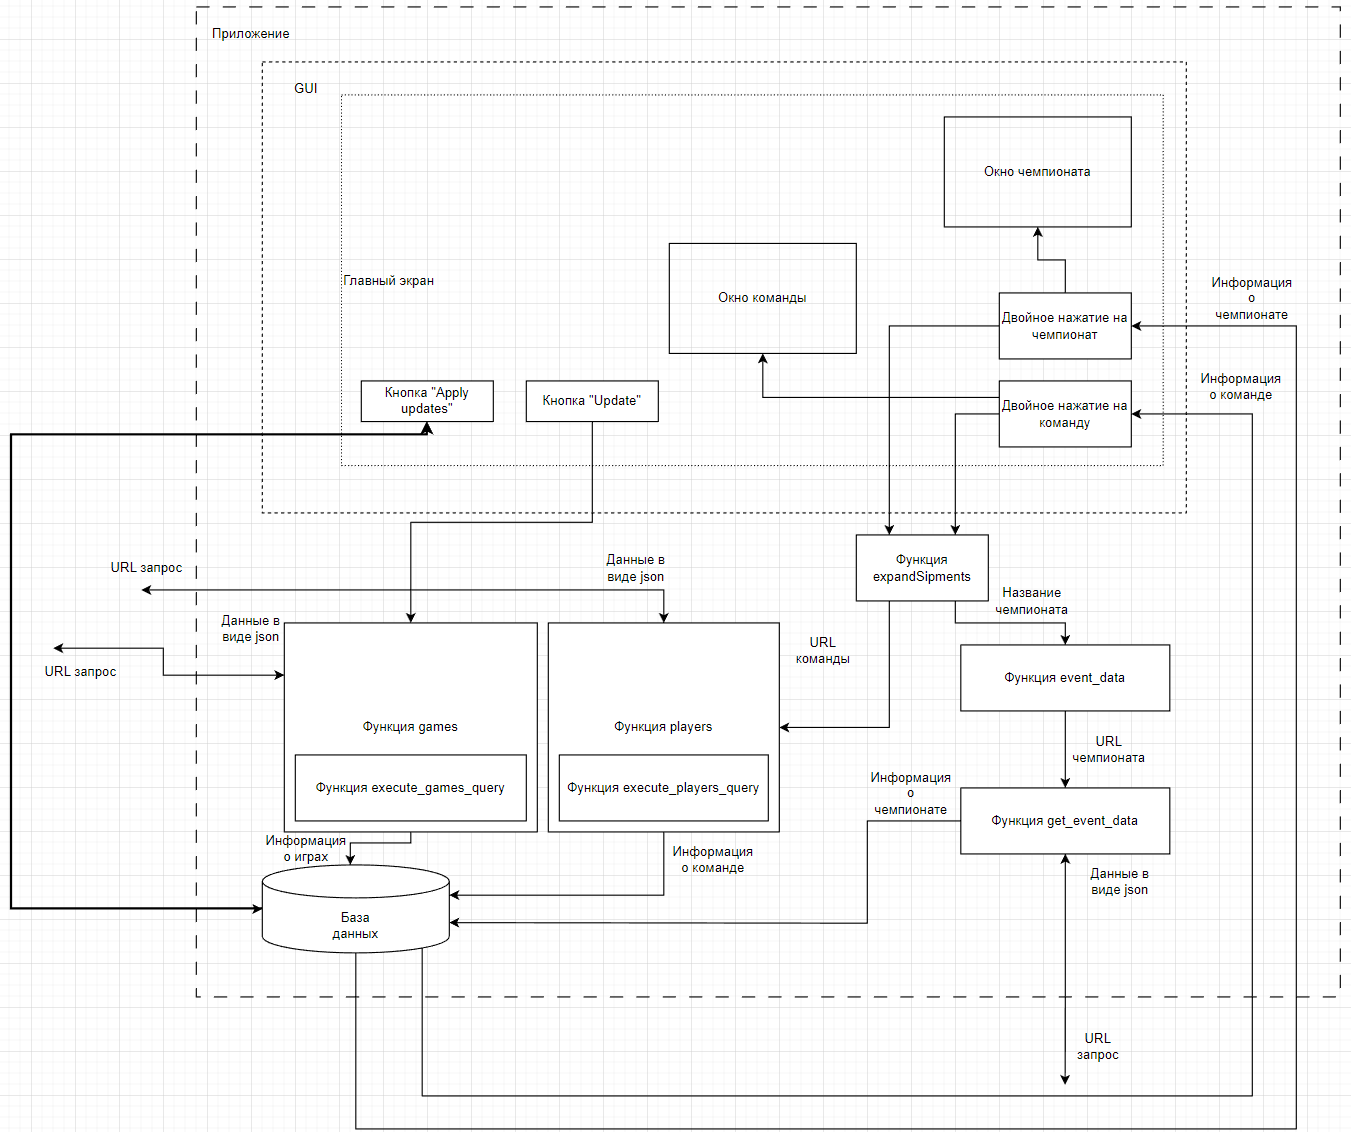 Приложение
GUI
Окно чемпионата
Главный экран
Окно команды
Информация
о
чемпионате
Двойное нажатие на
чемпионат
Кнопка "Apply
updates"
Кнопка "Update"
Информация
о команде
Двойное нажатие на
команду
URL запрос
Данные в
виде json
Функция
expandSipments
Название
чемпионата
Данные в
виде json
URL запрос
URL
команды
Функция event_data
Функция games
Функция players
URL
чемпионата
Функция execute_games_query
Функция execute_players_query
Информация
о
чемпионате
Функция get_event_data
Информация
о играх
Информация
о команде
Данные в
виде json
База
данных
URL
запрос